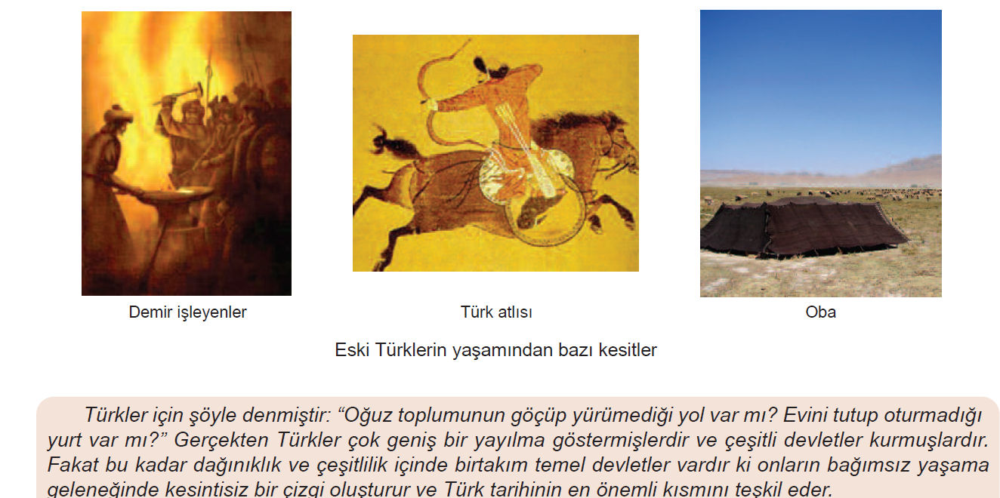 Demir işleyenler
Türk atlısı
Oba
Eski Türklerin yaşamından bazı kesitler
Türkler için şöyle denmiştir: “Oğuz toplumunun göçüp yürümediği yol var mı? Evini tutup oturmadığı
yurt var mı?” Gerçekten Türkler çok geniş bir yayılma göstermişlerdir ve çeşitli devletler kurmuşlardır.
Fakat bu kadar dağınıklık ve çeşitlilik içinde birtakım temel devletler vardır ki onların bağımsız yaşama
geleneğinde kesintisiz bir çizgi oluşturur ve Türk tarihinin en önemli kısmını teşkil eder.